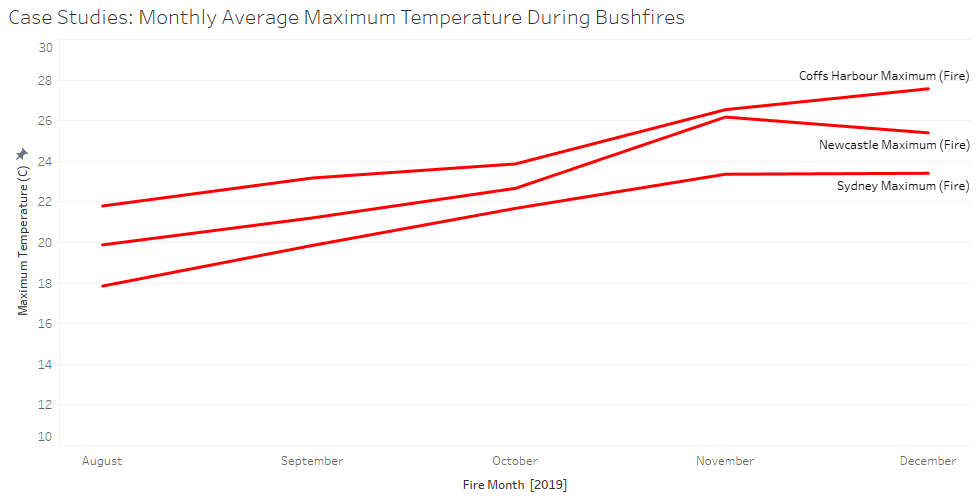 Case Studies: Monthly Average Maximum Temperature During Bushfires
30
28
26
24
22
20
18
16
14
12
10
Maximum Temperature (C)
Coffs Harbour Maximum (Fire)
Newcastle Maximum (Fire)
Sydney Maximum (Fire)
August September October November December
Fire Month [2019]